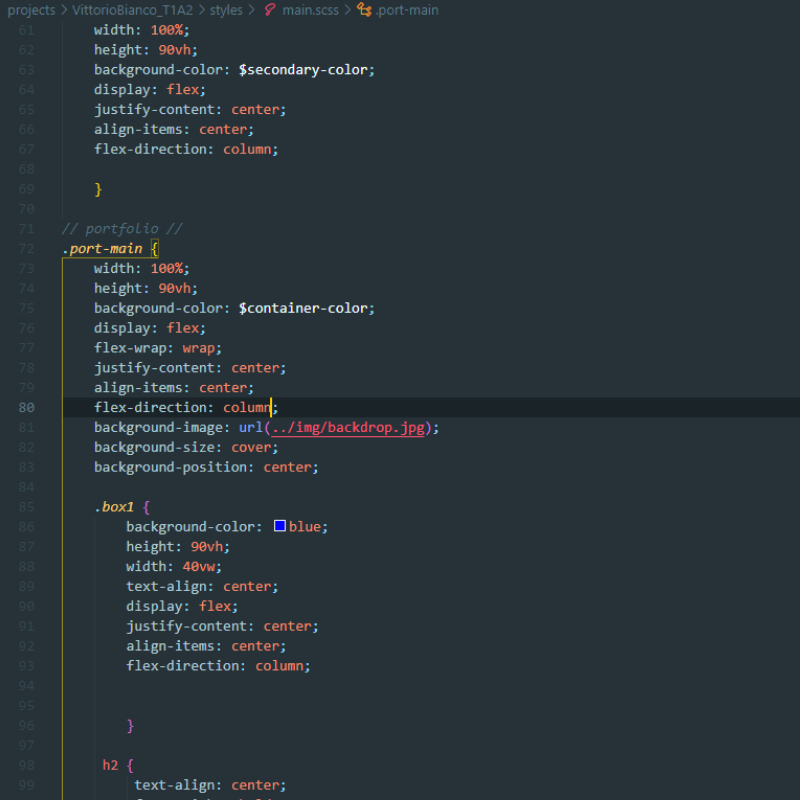 projects > VittorioBianco_T1A2 > styles > main.scss > .port-main
61 width: 100%;
62 height: 90vh;
63 background-color: $secondary-color;
64 display: flex;
65 justify-content: center;
66 align-items: center;
67 flex-direction: column;
68
69 }
70
71 // portfolio //
72 .port-main {
73 width: 100%;
74 height: 90vh;
75 background-color: $container-color;
76 display: flex;
77 flex-wrap: wrap;
78 justify-content: center;
79 align-items: center;
80 flex-direction: column;
81 background-image: url(../img/backdrop.jpg);
82 background-size: cover;
83 background-position: center;
84
85 .box1 {
86 background-color: blue;
87 height: 90vh;
88 width: 40vw;
89 text-align: center;
90 display: flex;
91 justify-content: center;
92 align-items: center;
93 flex-direction: column;
94
95
96 }
97
98 h2 {
99 text-align: center;